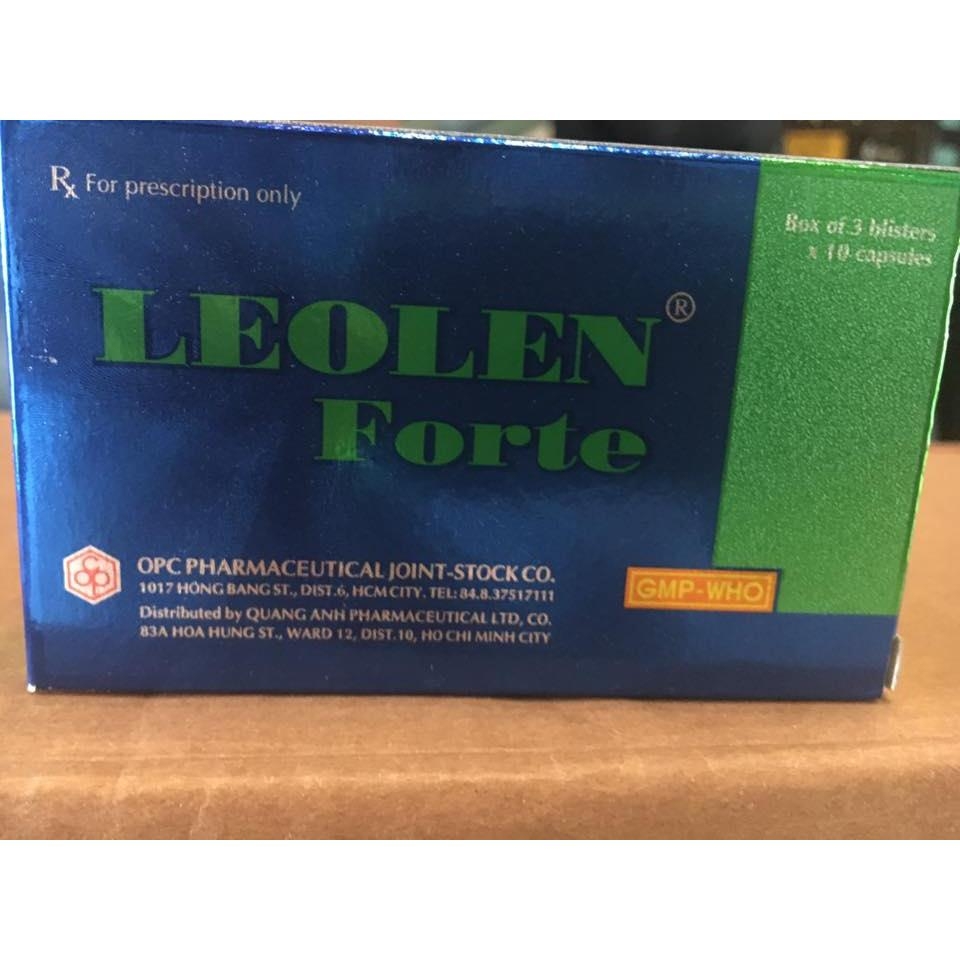 Rx For prescription only
Box of 3 blisters
x 10 capsules
LEOLEN®
Forte
OPC
OPC PHARMACEUTICAL JOINT-STOCK CO.
1017 HỒNG BANG ST., DIST.6, HCM CITY. TEL: 84.8.37517111
Distributed by QUANG ANH PHARMACEUTICAL LTD, CO.
83A HOA HUNG ST., WARD 12, DIST.10, HO CHI MINH CITY
GMP-WHO